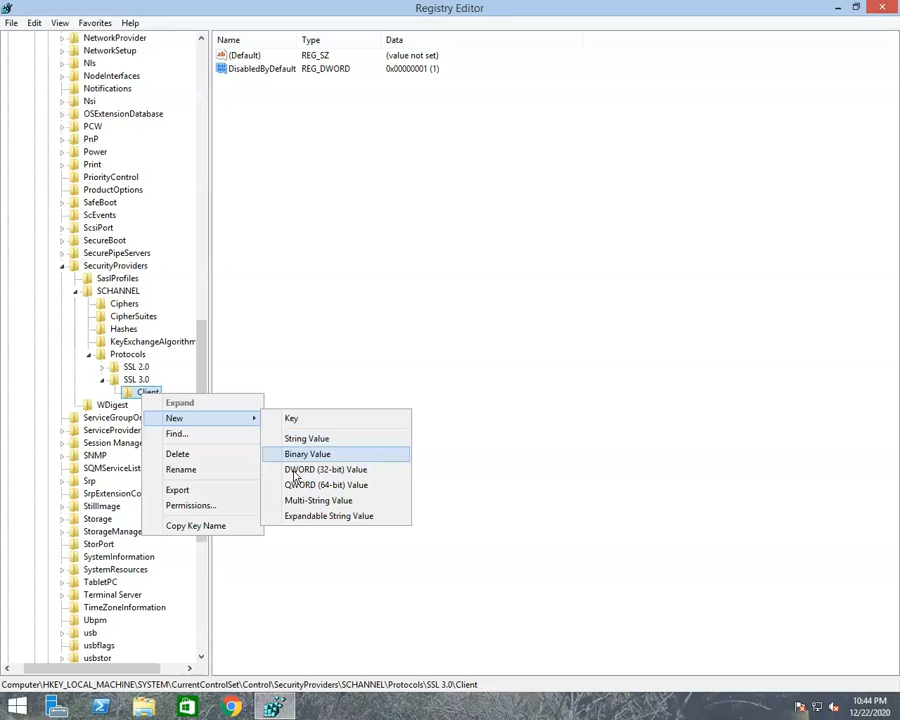 Registry Editor
File Edit View Favorites Help
NetworkProvider
NetworkSetup
Nls
NodeInterfaces
Notifications
Nsi
OSExtensionDatabase
PCW
PnP
Power
Print
PriorityControl
ProductOptions
SafeBoot
ScEvents
ScsiPort
SecureBoot
SecurePipeServers
SecurityProviders
SaslProfiles
SCHANNEL
Ciphers
CipherSuites
Hashes
KeyExchangeAlgorithm
Protocols
SSL 2.0
SSL 3.0
Client
WDigest
ServiceGroupOr
ServiceProvider
Session Manage
SNMP
SQMServiceList
Srp
SrpExtensionCo
StillImage
Storage
StorageManage
StorPort
SystemInformation
SystemResources
TabletPC
Terminal Server
TimeZoneInformation
Ubpm
usb
usbflags
usbstor
Name Type Data
(Default) REG_SZ (value not set)
DisabledByDefault REG_DWORD 0x00000001 (1)
Expand
New
Find...
Delete
Rename
Export
Permissions...
Copy Key Name
Key
String Value
Binary Value
DWORD (32-bit) Value
QWORD (64-bit) Value
Multi-String Value
Expandable String Value
Computer\HKEY_LOCAL_MACHINE\SYSTEM\CurrentControlSet\Control\SecurityProviders\SCHANNEL\Protocols\SSL 3.0\Client
10:44 PM
12/22/2020